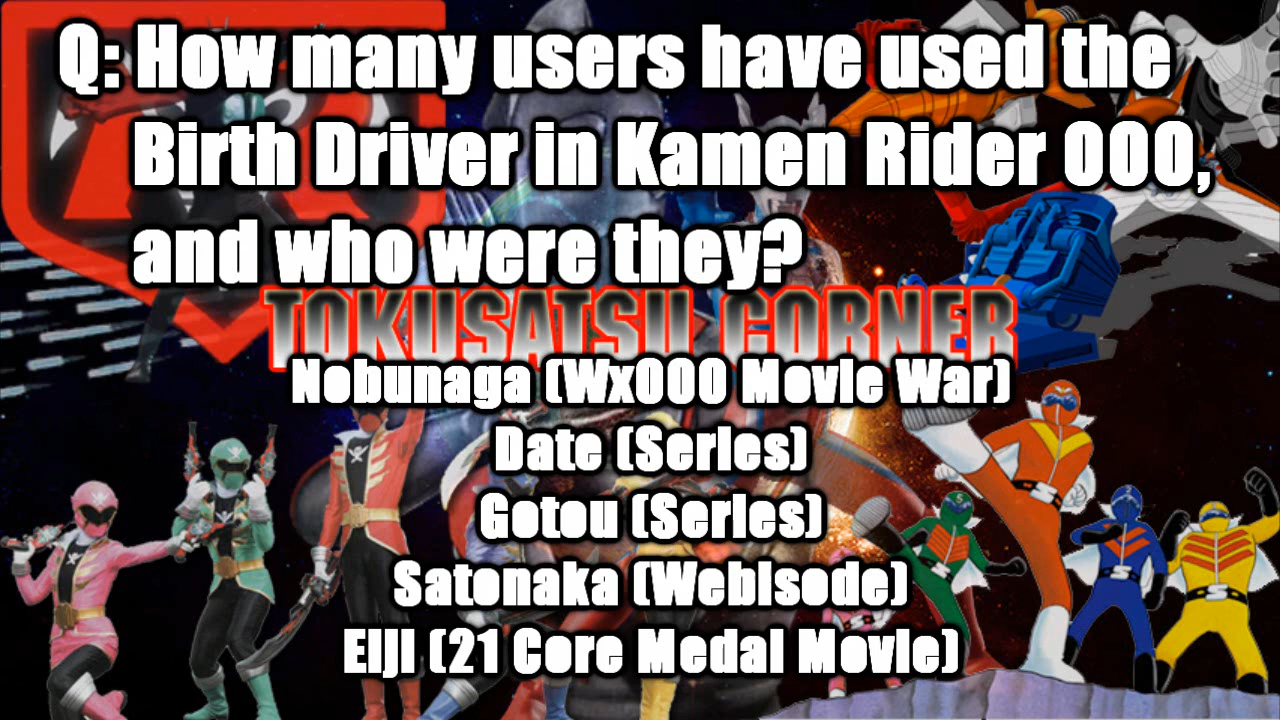 Q: How many users have used the
Birth Driver in Kamen Rider OOO,
and who were they?
TOKUSATSU CORNER
Nobunaga (WxOOO Movie War)
Date (Series)
Gotou (Series)
Satonaka (Webisode)
Eiji (21 Core Medal Movie)